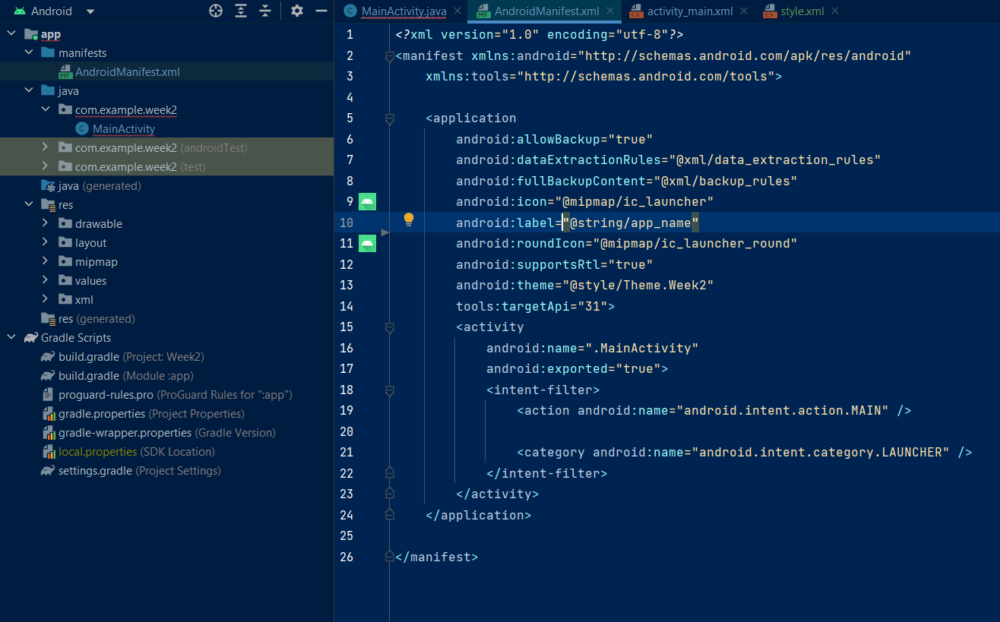 Android
app
manifests
AndroidManifest.xml
java
com.example.week2
MainActivity
com.example.week2 (androidTest)
com.example.week2 (test)
java (generated)
res
drawable
layout
mipmap
values
xml
res (generated)
Gradle Scripts
build.gradle (Project: Week2)
build.gradle (Module :app)
proguard-rules.pro (ProGuard Rules for ":app")
gradle.properties (Project Properties)
gradle-wrapper.properties (Gradle Version)
local.properties (SDK Location)
settings.gradle (Project Settings)
MainActivity.java AndroidManifest.xml activity_main.xml style.xml
1 <?xml version="1.0" encoding="utf-8"?>
2 <manifest xmlns:android="http://schemas.android.com/apk/res/android"
3 xmlns:tools="http://schemas.android.com/tools">
4
5 <application
6 android:allowBackup="true"
7 android:dataExtractionRules="@xml/data_extraction_rules"
8 android:fullBackupContent="@xml/backup_rules"
9 android:icon="@mipmap/ic_launcher"
10 android:label="@string/app_name"
11 android:roundIcon="@mipmap/ic_launcher_round"
12 android:supportsRtl="true"
13 android:theme="@style/Theme.Week2"
14 tools:targetApi="31">
15 <activity
16 android:name=".MainActivity"
17 android:exported="true">
18 <intent-filter>
19 <action android:name="android.intent.action.MAIN" />
20
21 <category android:name="android.intent.category.LAUNCHER" />
22 </intent-filter>
23 </activity>
24 </application>
25
26 </manifest>